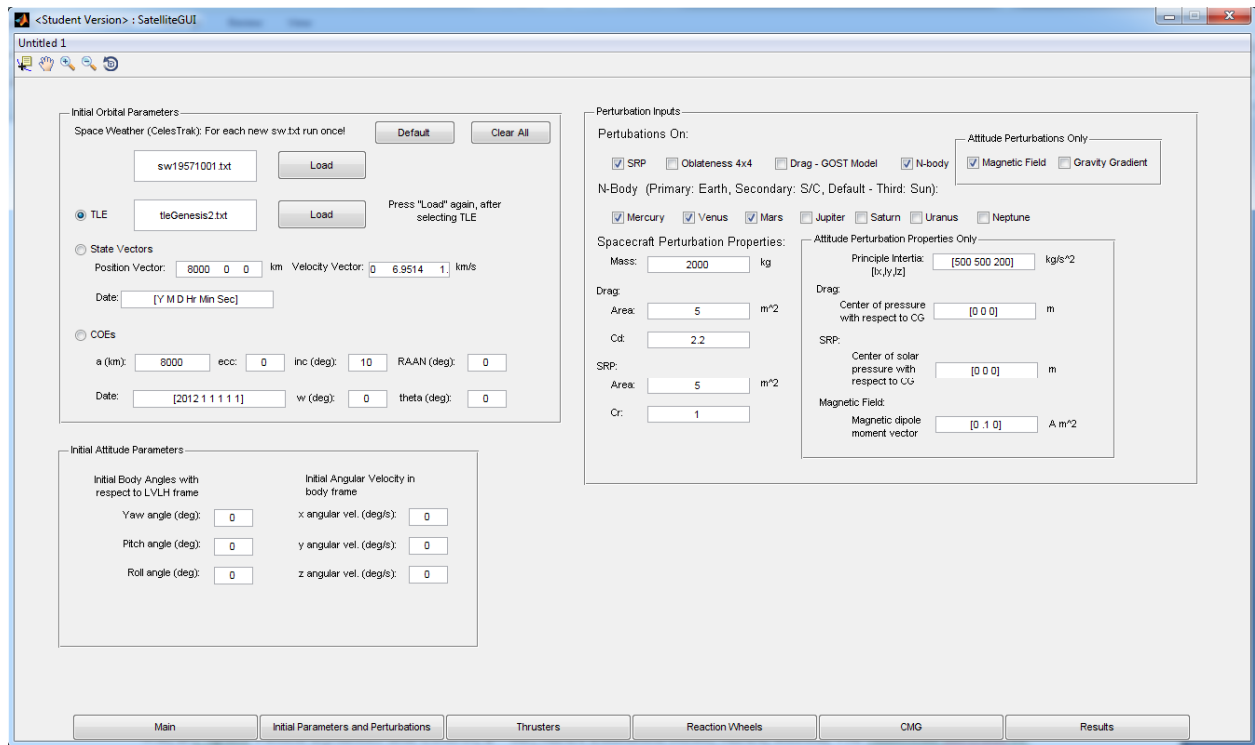 <Student Version> : SatelliteGUI
Untitled 1
Initial Orbital Parameters
Space Weather (CelesTrak): For each new sw.txt run once!
Default
Clear All
sw19571001.txt
Load
TLE
tleGenesis2.txt
Load
Press "Load" again, after
selecting TLE
State Vectors
Position Vector: 8000 0 0 km Velocity Vector: 0 6.9514 1. km/s
Date: [Y M D Hr Min Sec]
COEs
a (km): 8000 ecc: 0 inc (deg): 10 RAAN (deg): 0
Date: [2012 1 1 1 1 1] w (deg): 0 theta (deg): 0
Initial Attitude Parameters
Initial Body Angles with
respect to LVLH frame
Initial Angular Velocity in
body frame
Yaw angle (deg): 0 x angular vel. (deg/s): 0
Pitch angle (deg): 0 y angular vel. (deg/s): 0
Roll angle (deg): 0 z angular vel. (deg/s): 0
Perturbation Inputs
Pertubations On:
Attitude Perturbations Only
SRP Oblateness 4x4 Drag - GOST Model N-body Magnetic Field Gravity Gradient
N-Body (Primary: Earth, Secondary: S/C, Default - Third: Sun):
Mercury Venus Mars Jupiter Saturn Uranus Neptune
Spacecraft Perturbation Properties:
Mass: 2000 kg
Drag:
Area: 5 m^2
Cd: 2.2
SRP:
Area: 5 m^2
Cr: 1
Attitude Perturbation Properties Only
Principle Intertia:
[Ix,Iy,Iz]
[500 500 200] kg/s^2
Drag:
Center of pressure
with respect to CG
[0 0 0] m
SRP:
Center of solar
pressure with
respect to CG
[0 0 0] m
Magnetic Field:
Magnetic dipole
moment vector
[0 .1 0] A m^2
Main
Initial Parameters and Perturbations
Thrusters
Reaction Wheels
CMG
Results